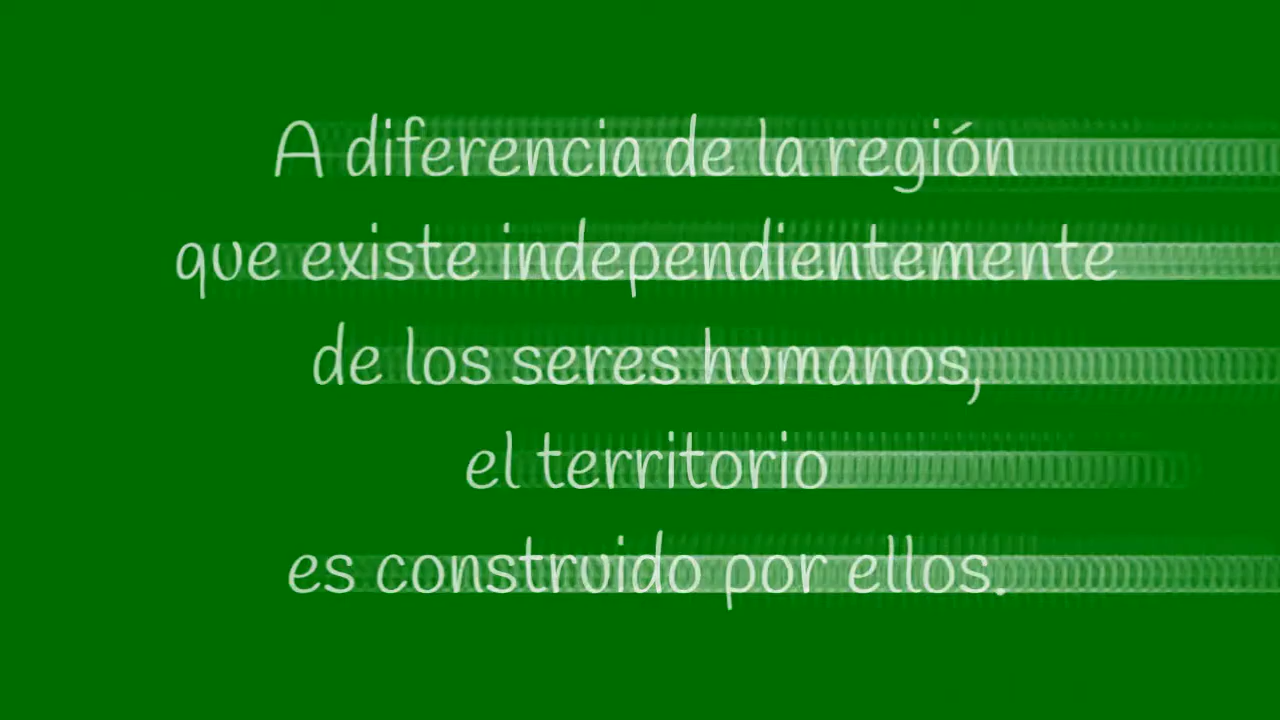 A diferencia de la región
que existe independientemente
de los seres humanos,
el territorio
es construido por ellos.